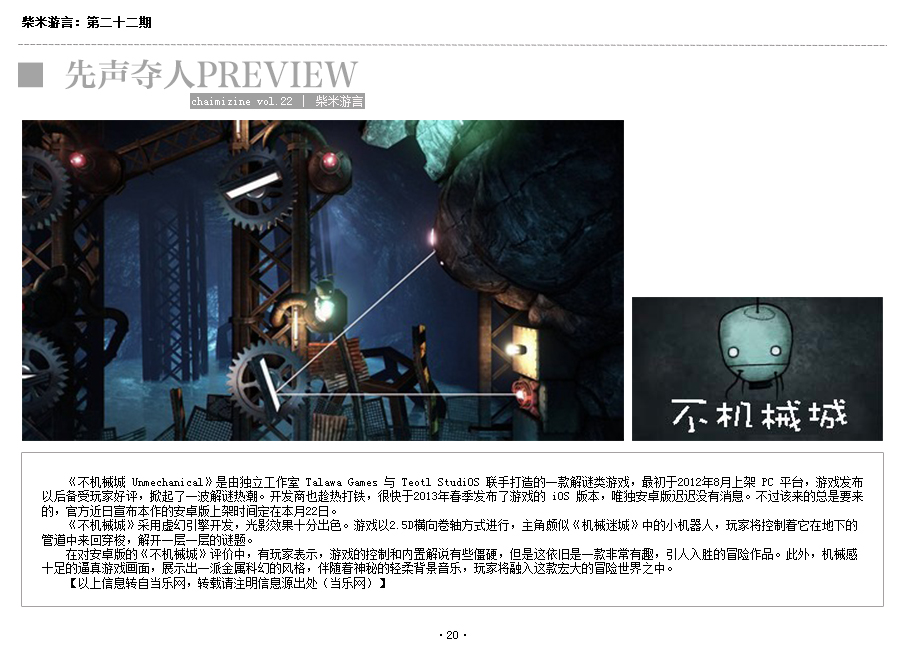 柴米游言：第二十二期
先声夺人PREVIEW
chaimizine vol.22 | 柴米游言
不机械城
《不机械城 Unmechanical》是由独立工作室 Talawa Games 与 Teotl StudiOS 联手打造的一款解谜类游戏，最初于2012年8月上架 PC 平台，游戏发布
以后备受玩家好评，掀起了一波解谜热潮。开发商也趁热打铁，很快于2013年春季发布了游戏的 iOS 版本，唯独安卓版迟迟没有消息。不过该来的总是要来
的，官方近日宣布本作的安卓版上架时间定在本月22日。
《不机械城》采用虚幻引擎开发，光影效果十分出色。游戏以2.5D横向卷轴方式进行，主角颇似《机械迷城》中的小机器人，玩家将控制着它在地下的
管道中来回穿梭，解开一层一层的谜题。
在对安卓版的《不机械城》评价中，有玩家表示，游戏的控制和内置解说有些僵硬，但是这依旧是一款非常有趣，引人入胜的冒险作品。此外，机械感
十足的逼真游戏画面，展示出一派金属科幻的风格，伴随着神秘的轻柔背景音乐，玩家将融入这款宏大的冒险世界之中。
【以上信息转自当乐网，转载请注明信息源出处（当乐网）】
·20·